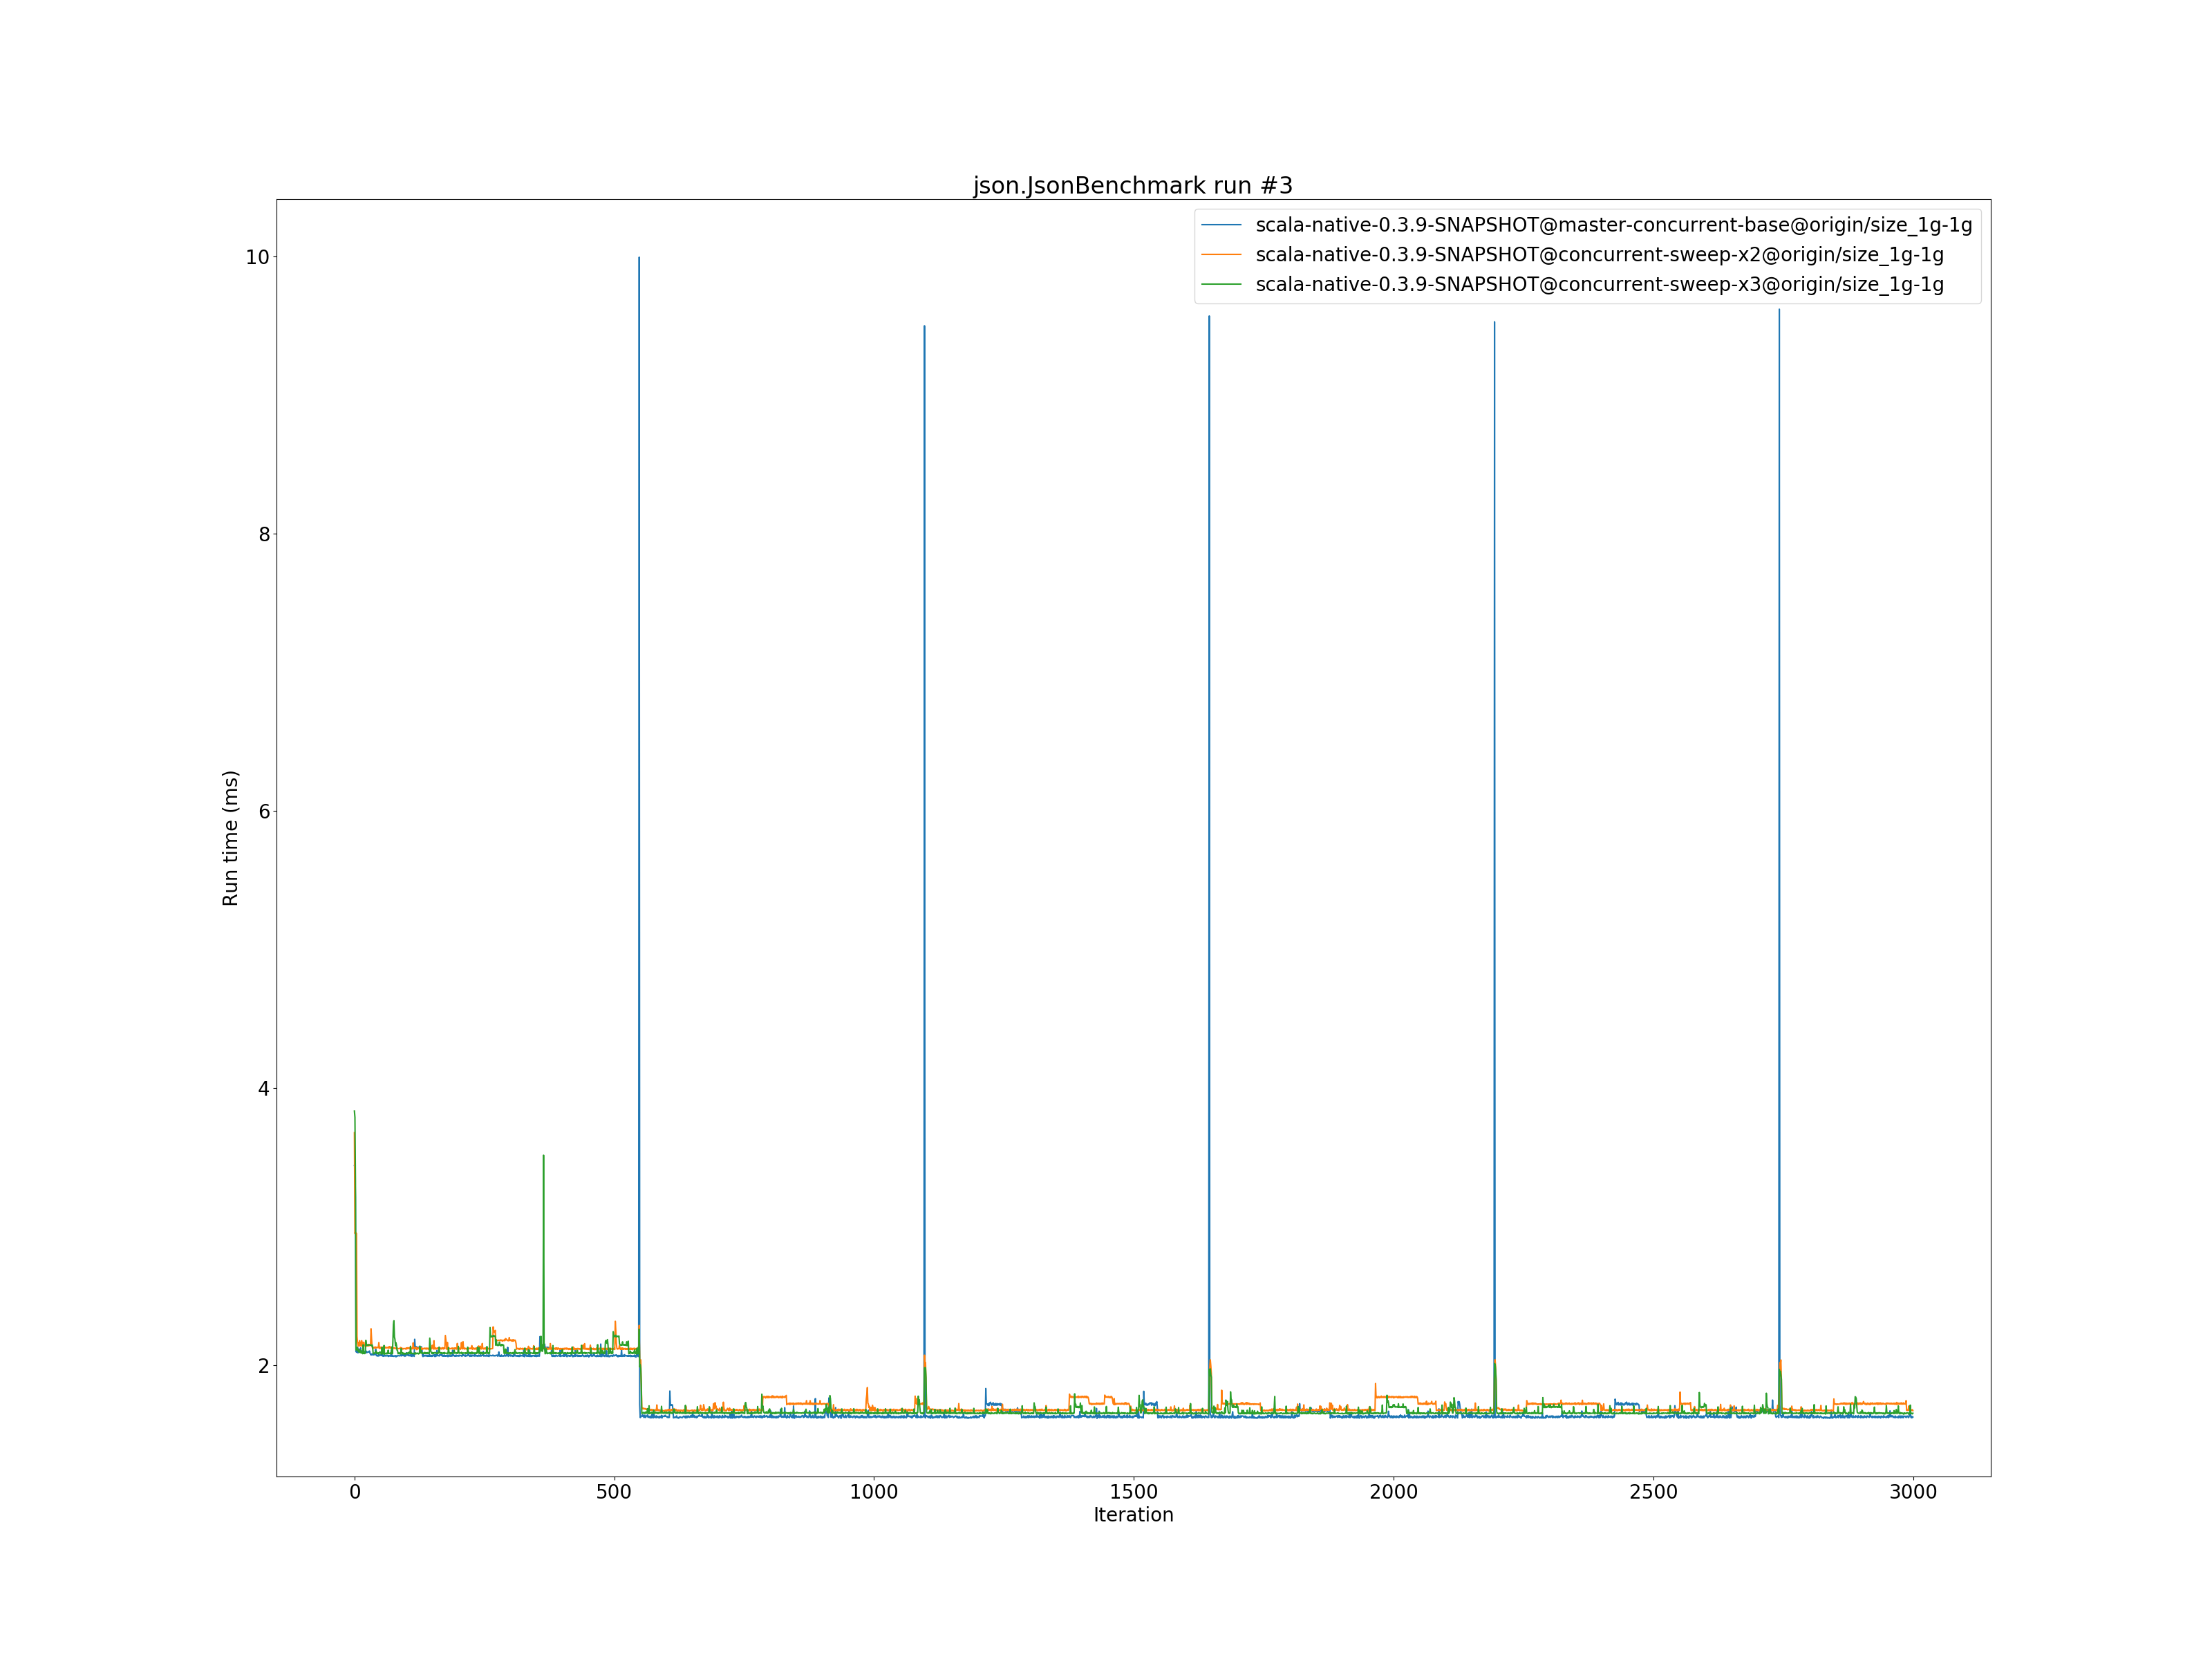 json.JsonBenchmark run #3
scala-native-0.3.9-SNAPSHOT@master-concurrent-base@origin/size_1g-1g
scala-native-0.3.9-SNAPSHOT@concurrent-sweep-x2@origin/size_1g-1g
scala-native-0.3.9-SNAPSHOT@concurrent-sweep-x3@origin/size_1g-1g
Run time (ms)
10
8
6
4
2
0 500 1000 1500 2000 2500 3000
Iteration